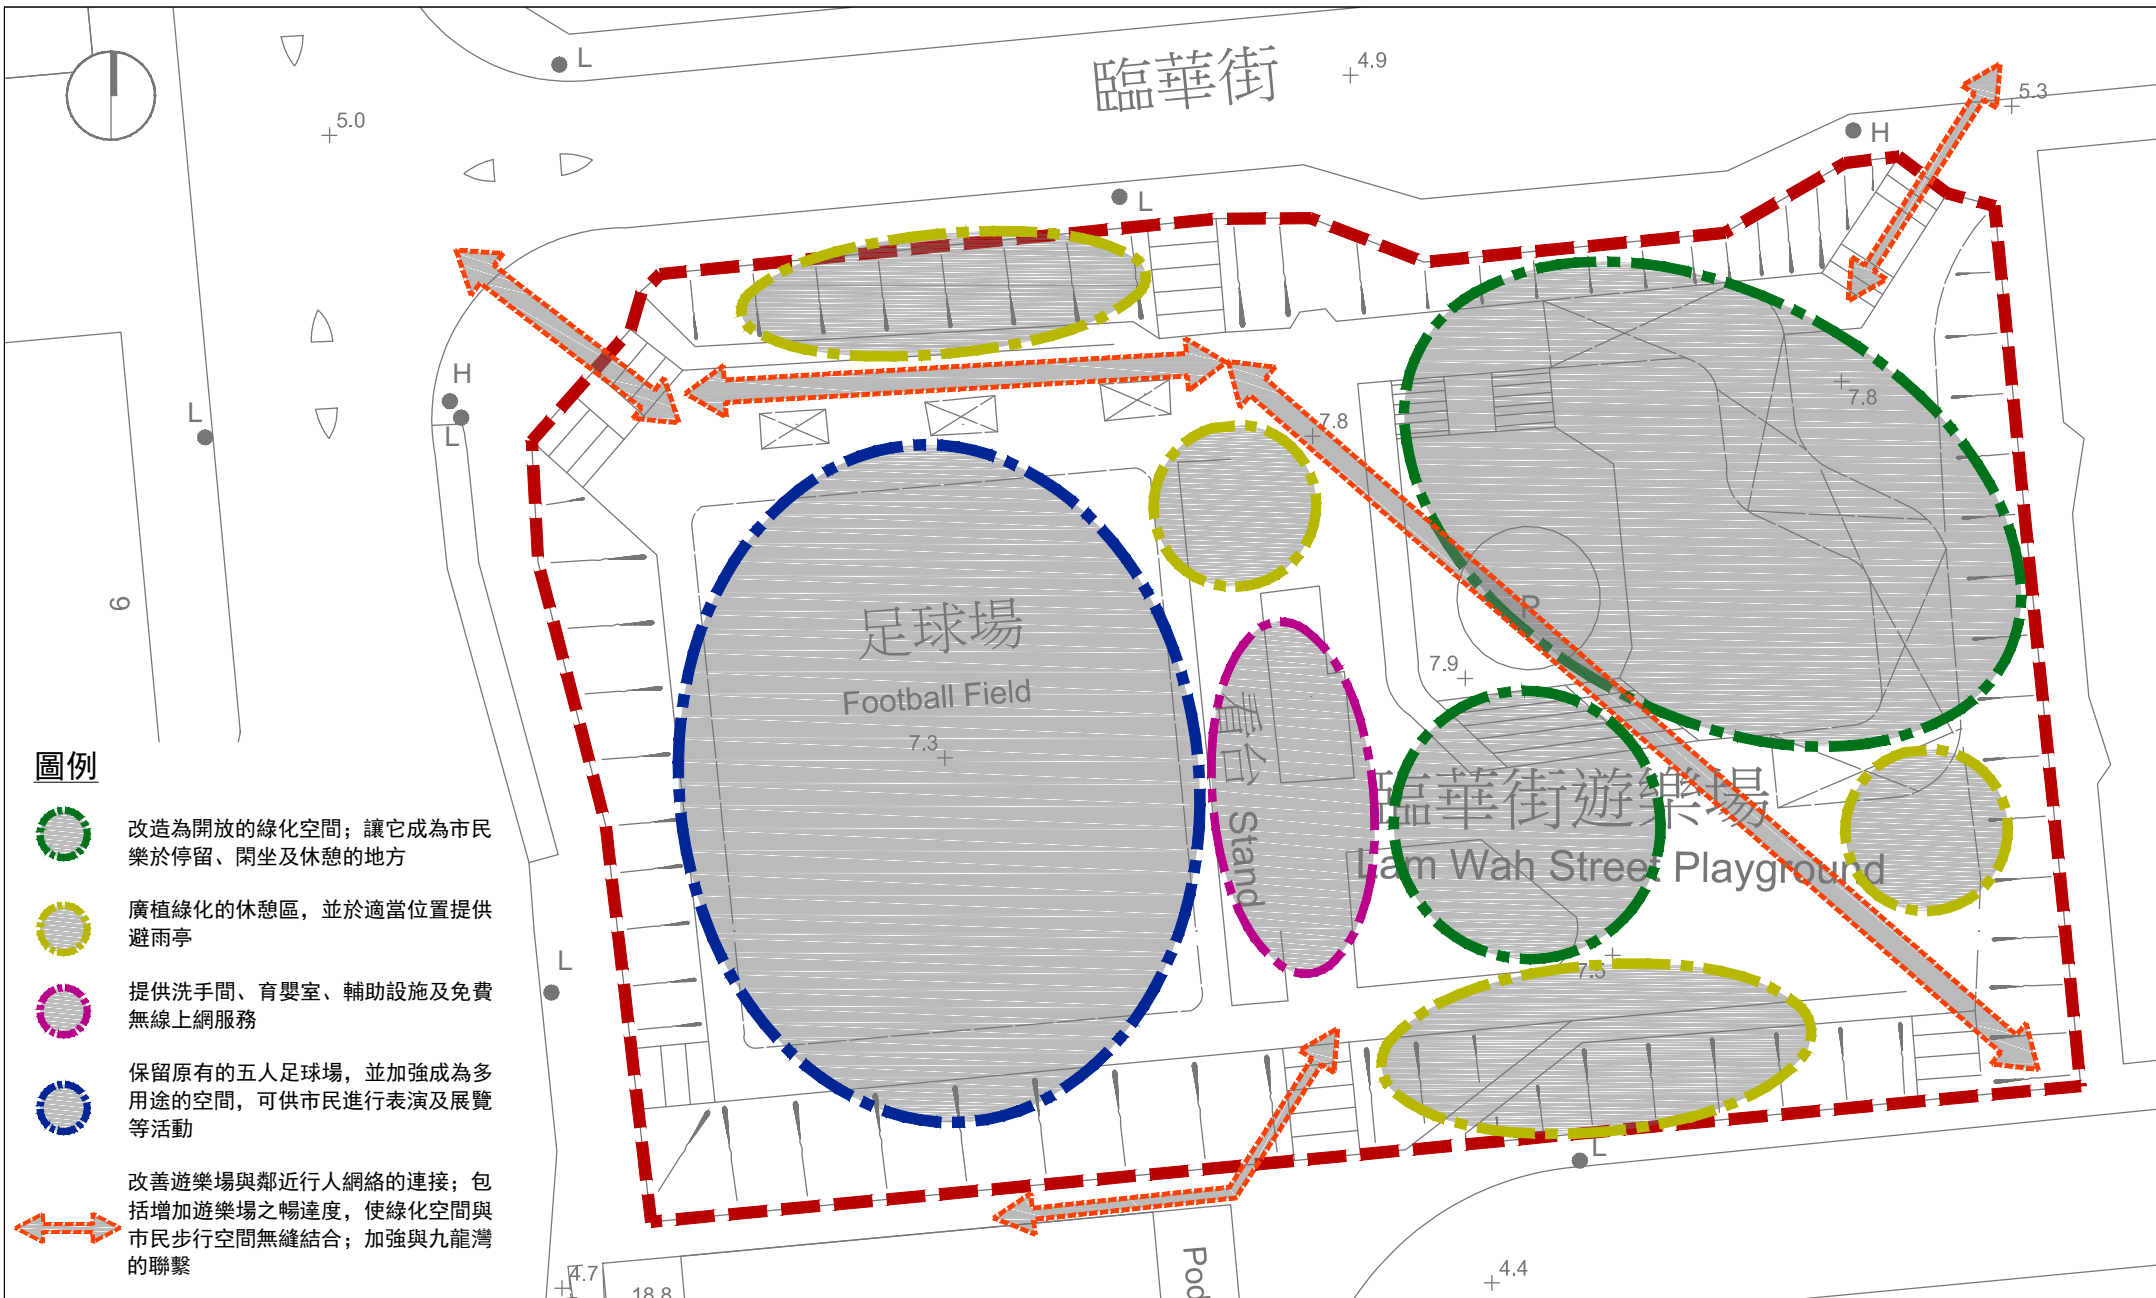 臨華街
4.9
5.3
5.0
L
H
L
7.8
7.8
H
L
L
足球場
Football Field
7.3
看台 Stand
7.9
P
臨華街遊樂場
Lam Wah Street Playground
7.5
L
L
9
4.7
18.8
4.4
圖例
改造為開放的綠化空間；讓它成為市民
樂於停留、閑坐及休憩的地方
廣植綠化的休憩區，並於適當位置提供
避雨亭
提供洗手間、育嬰室、輔助設施及免費
無線上網服務
保留原有的五人足球場，並加強成為多
用途的空間，可供市民進行表演及展覽
等活動
改善遊樂場與鄰近行人網絡的連接；包
括增加遊樂場之暢達度，使綠化空間與
市民步行空間無縫結合；加強與九龍灣
的聯繫